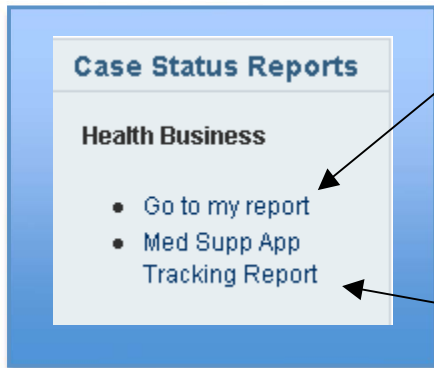 Case Status Reports
Health Business
• Go to my report
• Med Supp App
Tracking Report